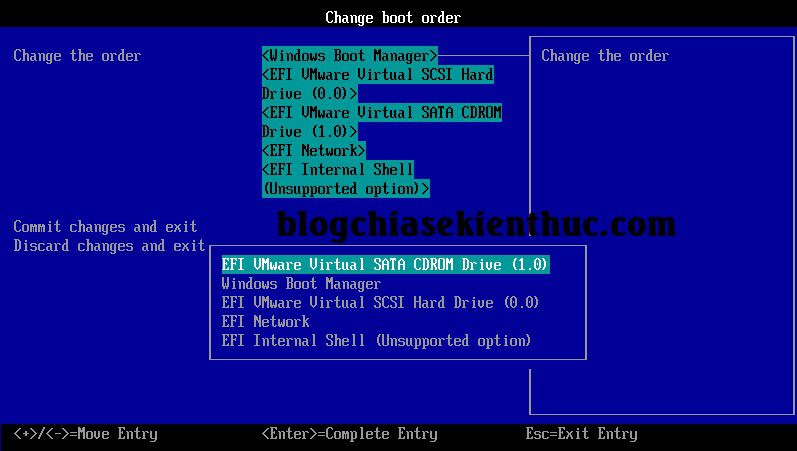 Change boot order
Change the order
<Windows Boot Manager>
<EFI VMware Virtual SCSI Hard
Drive (0.0)>
<EFI VMware Virtual SATA CDROM
Drive (1.0)>
<EFI Network>
<EFI Internal Shell
(Unsupported option)>
Change the order
Commit changes and exit
Discard changes and exit
blogchiasekienthuc.com
EFI VMware Virtual SATA CDROM Drive (1.0)
Windows Boot Manager
EFI VMware Virtual SCSI Hard Drive (0.0)
EFI Network
EFI Internal Shell (Unsupported option)
<+>/<->=Move Entry
<Enter>=Complete Entry
Esc=Exit Entry